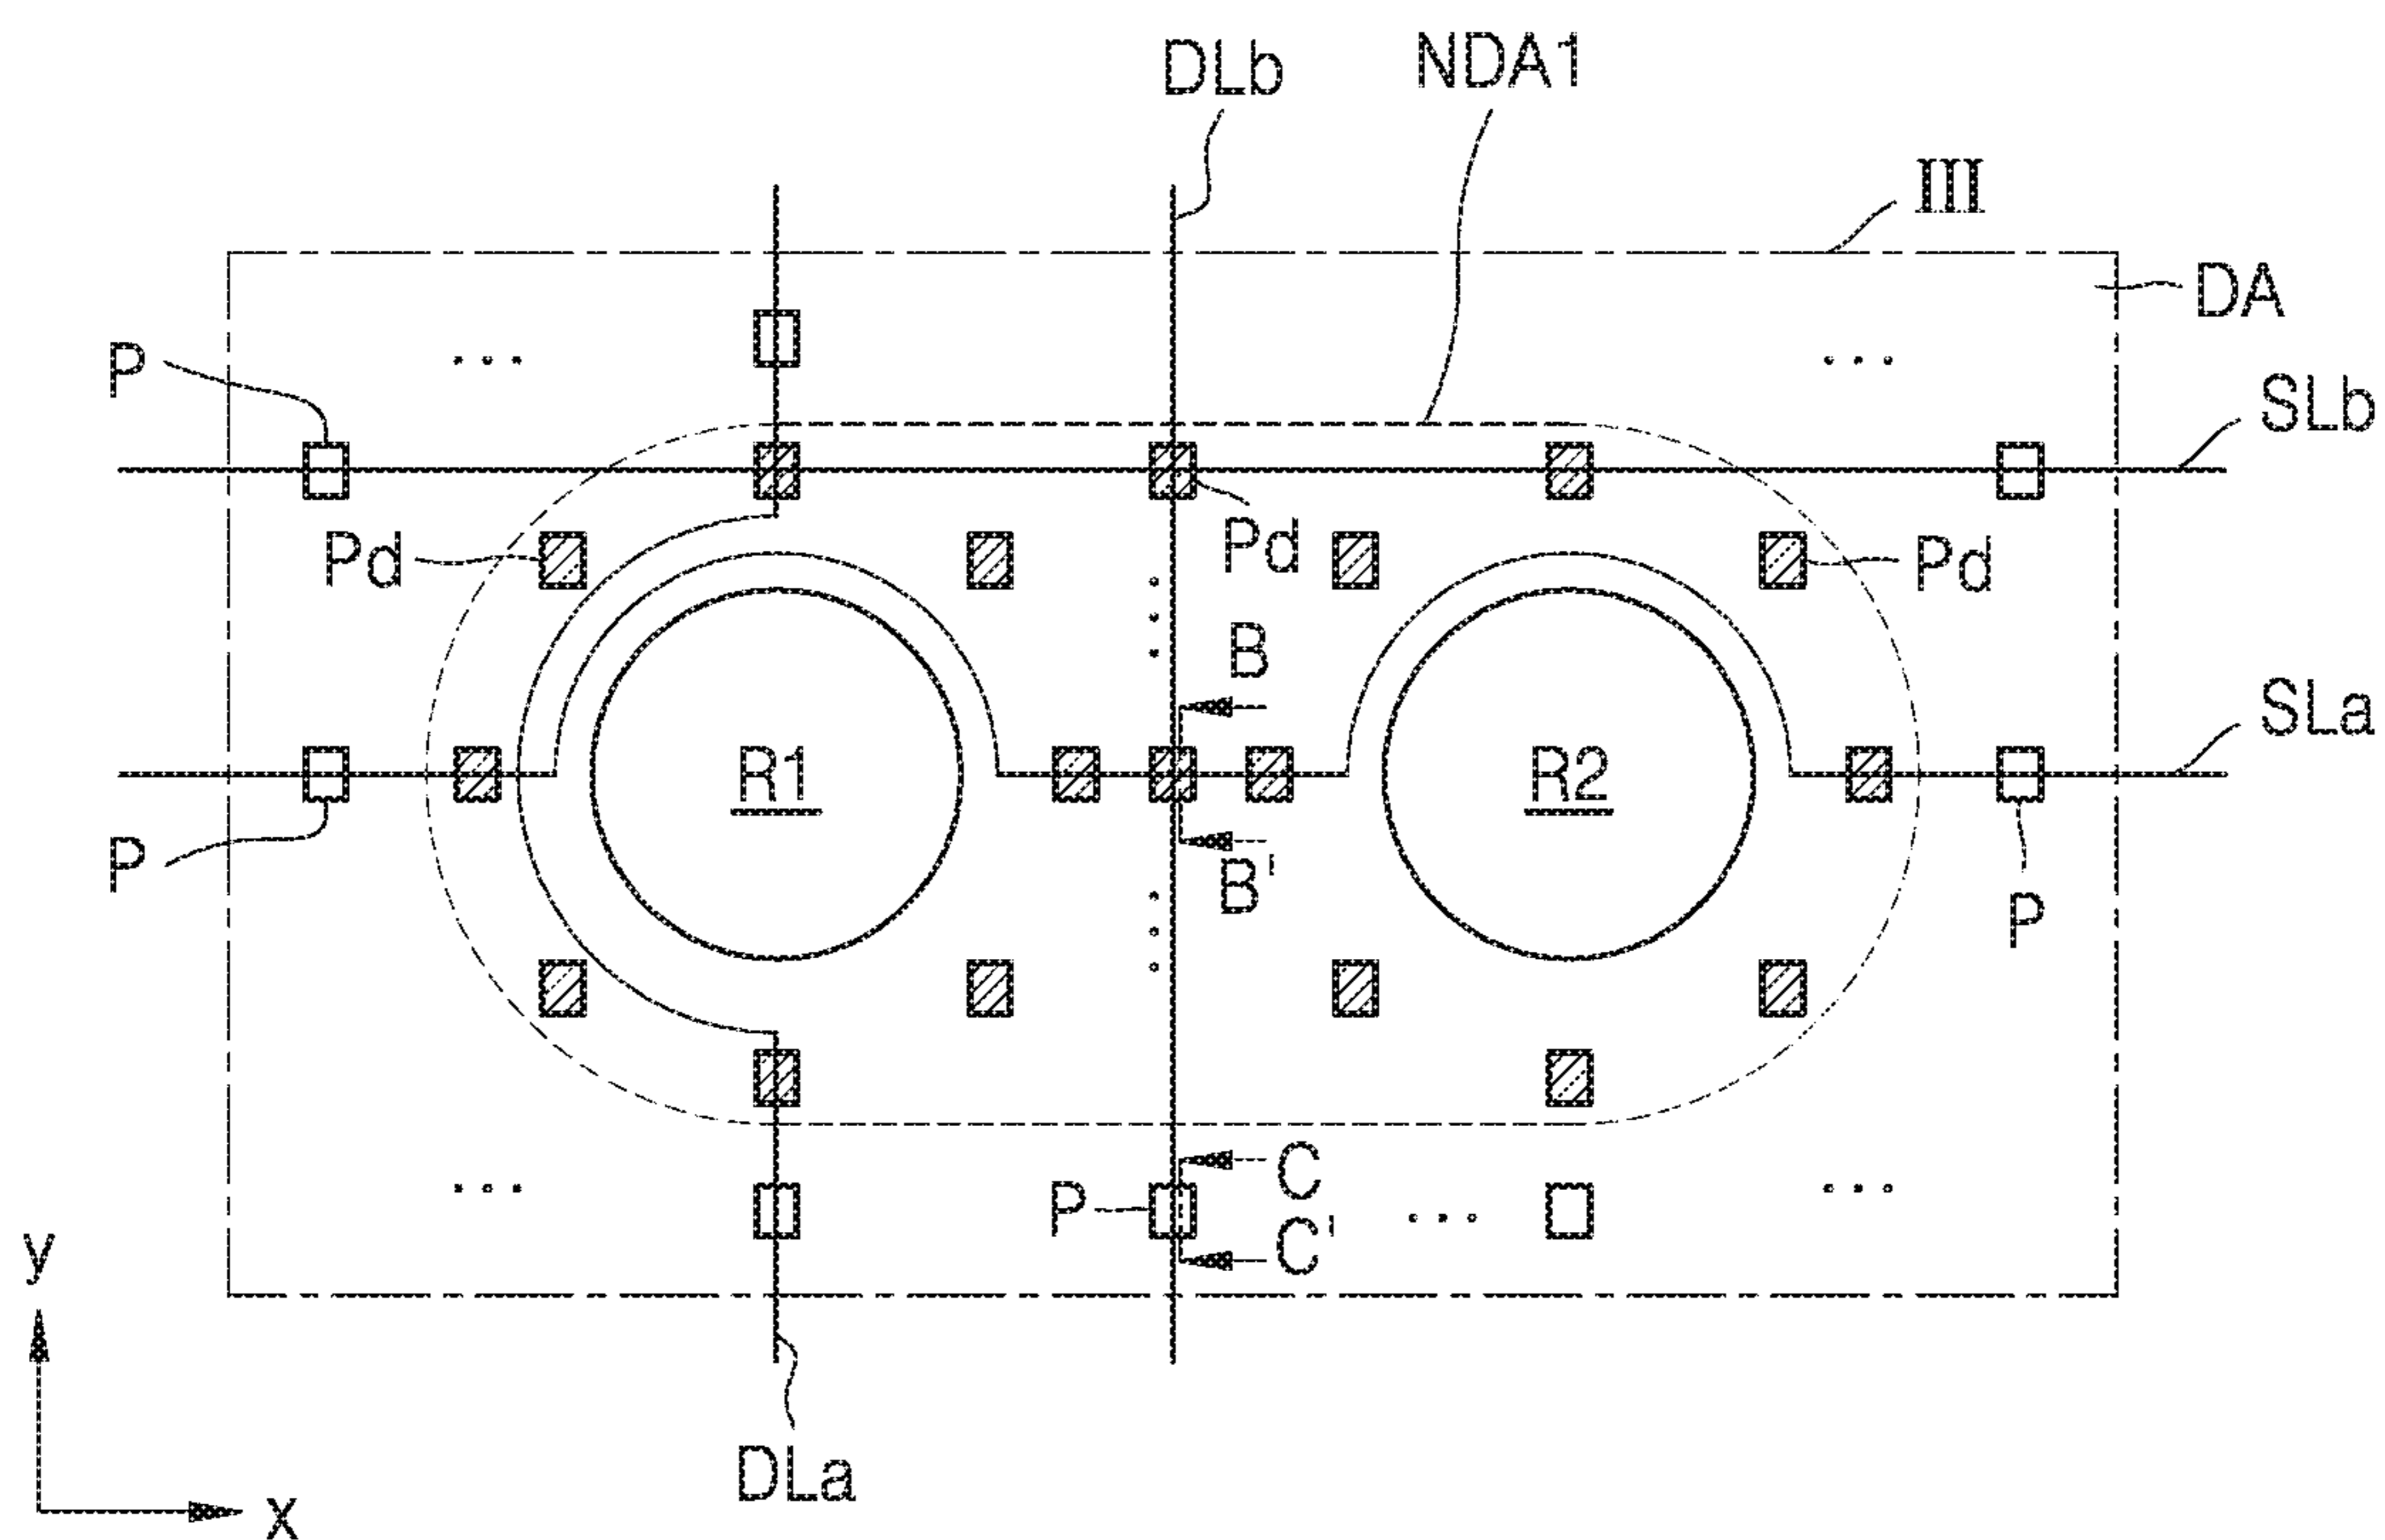 DLb NDA1
III
DA
P
SLb
Pd Pd Pd
B
SLa
R1 R2
P B' P
C
P
C'
y
DLa
x